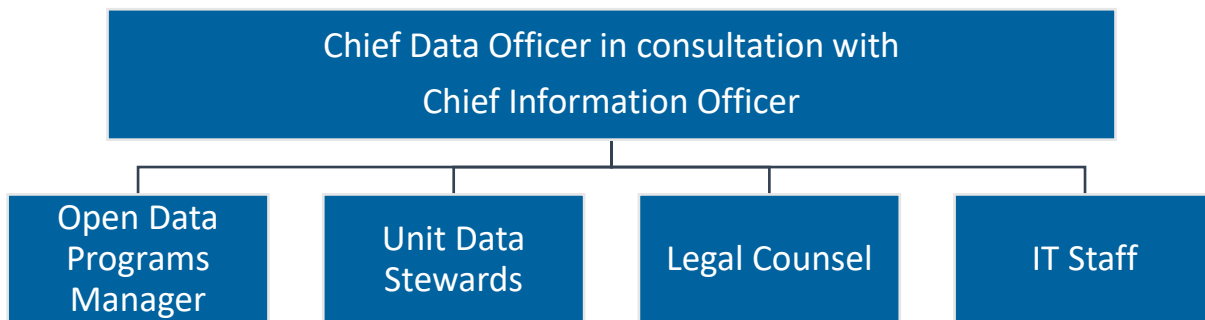 Chief Data Officer in consultation with
Chief Information Officer
Open Data
Programs
Manager
Unit Data
Stewards
Legal Counsel
IT Staff